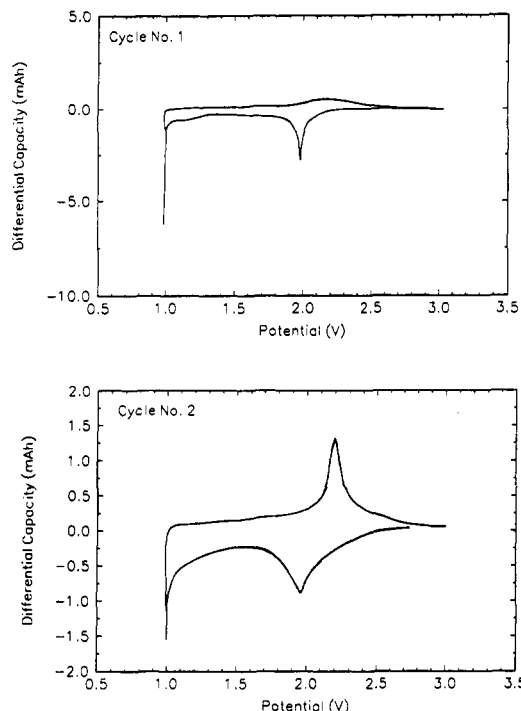 5.0
Cycle No. 1
0.0
Differential Capacity (mAh)
-5.0
-10.0
0.5 1.0 1.5 2.0 2.5 3.0 3.5
Potential (V)
2.0
Cycle No. 2
1.5
1.0
0.5
0.0
Differential Capacity (mAh)
-0.5
-1.0
-1.5
-2.0
0.5 1.0 1.5 2.0 2.5 3.0 3.5
Potential (V)